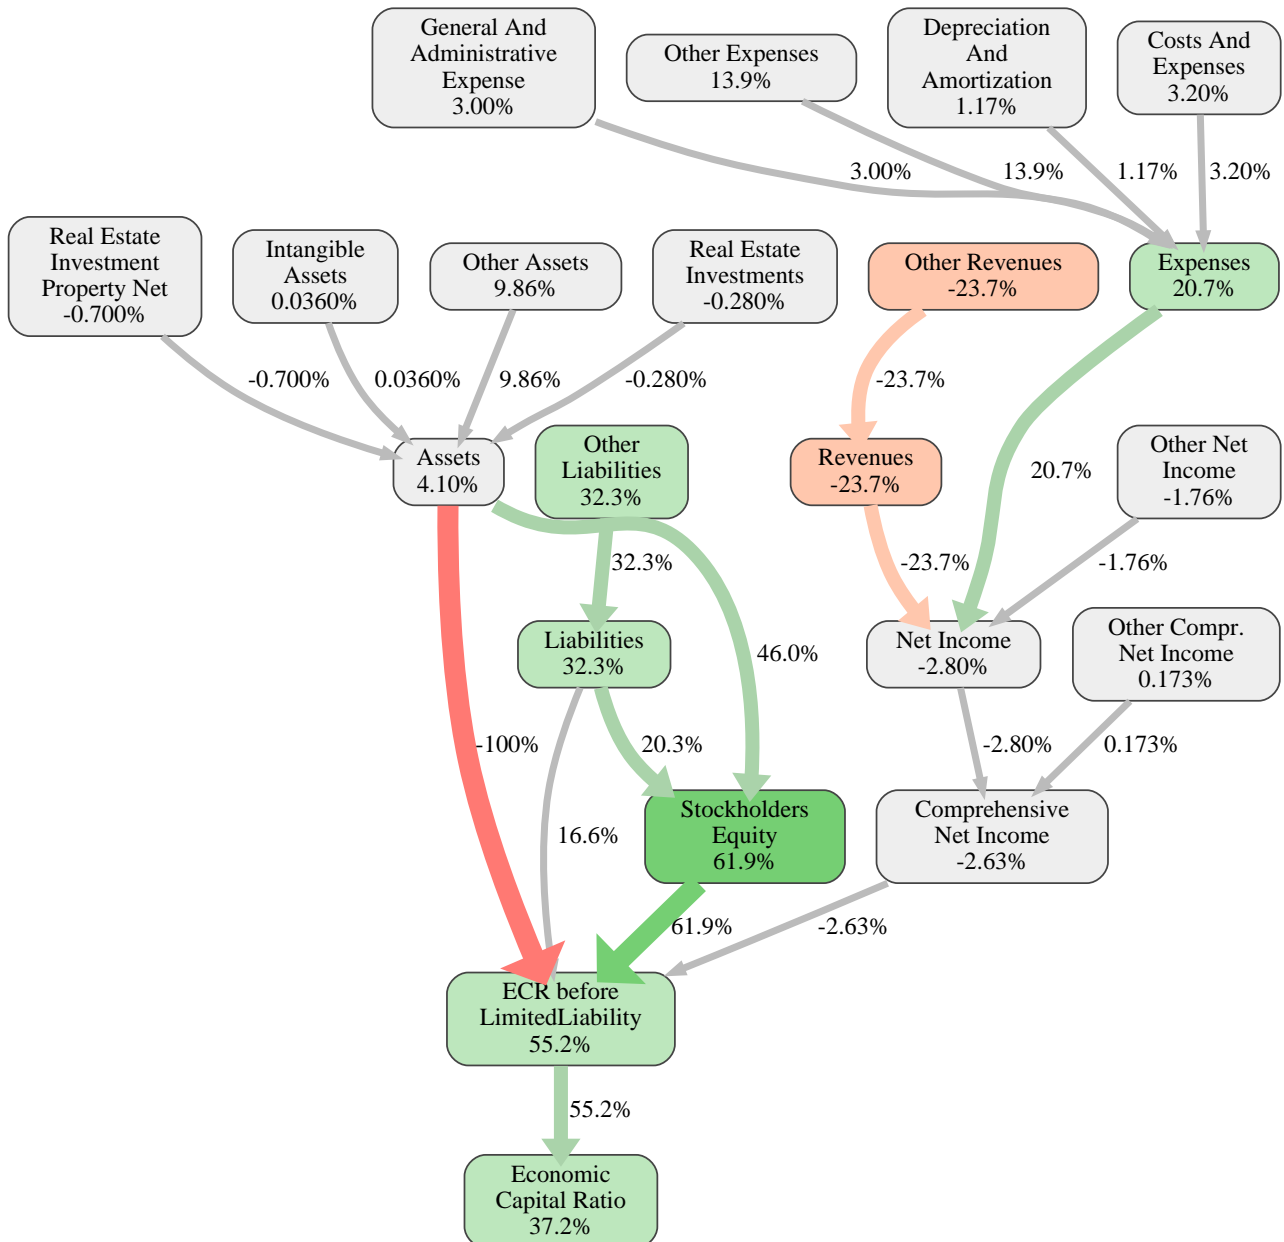 General And
Administrative
Expense
3.00%
Other Expenses
13.9%
Depreciation
And
Amortization
1.17%
Costs And
Expenses
3.20%
3.00%
13.9%
1.17%
3.20%
Real Estate
Investment
Property Net
-0.700%
Intangible
Assets
0.0360%
Other Assets
9.86%
Real Estate
Investments
-0.280%
Other Revenues
-23.7%
Expenses
20.7%
-0.700%
0.0360%
9.86%
-0.280%
-23.7%
20.7%
Assets
4.10%
Other
Liabilities
32.3%
Revenues
-23.7%
Other Net
Income
-1.76%
32.3%
46.0%
-23.7%
-1.76%
Liabilities
32.3%
Net Income
-2.80%
Other Compr.
Net Income
0.173%
-100%
16.6%
20.3%
-2.80%
0.173%
Stockholders
Equity
61.9%
Comprehensive
Net Income
-2.63%
61.9%
-2.63%
ECR before
LimitedLiability
55.2%
55.2%
Economic
Capital Ratio
37.2%